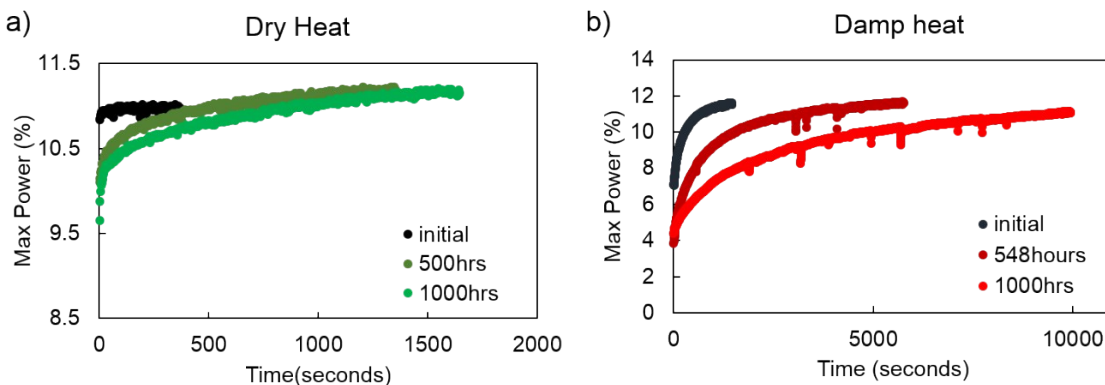 a)
Dry Heat
11.5
10.5
9.5
8.5
Max Power (%)
initial
500hrs
1000hrs
0 500 1000 1500 2000
Time(seconds)
b)
Damp heat
14
12
10
8
6
4
2
0
Max Power (%)
initial
548hours
1000hrs
0 5000 10000
Time (seconds)